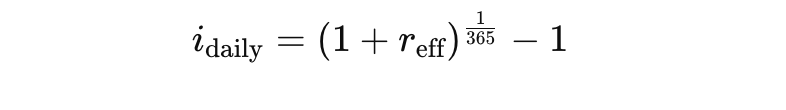 i_daily = (1 + r_eff)^(1/365) − 1